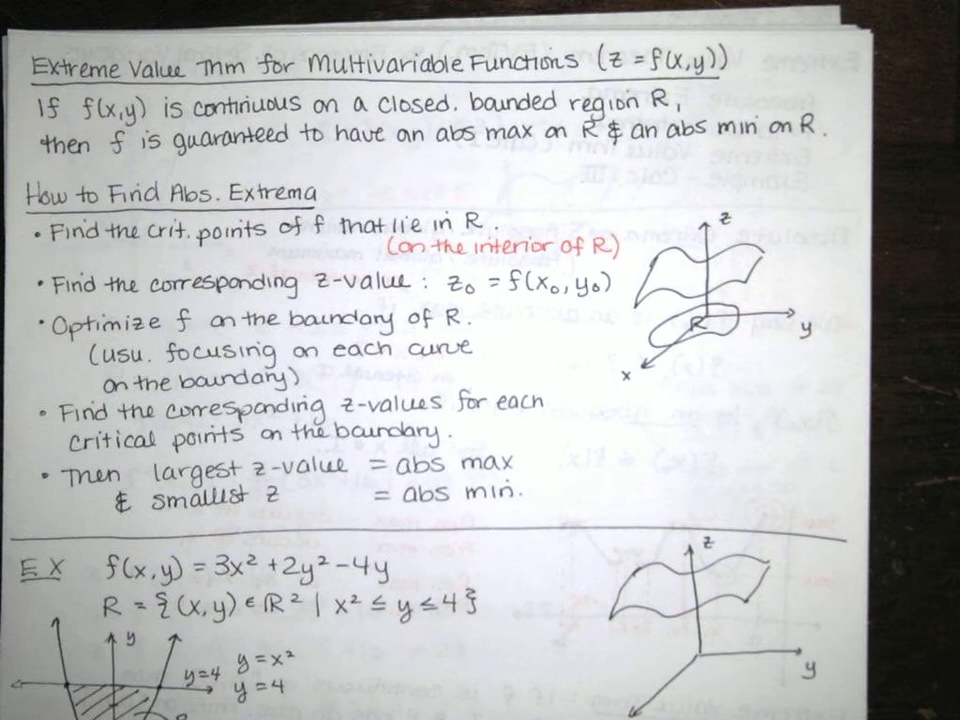 Extreme Value Thm for Multivariable Functions (z = f(x,y))
If f(x,y) is continuous on a closed, bounded region R,
then f is guaranteed to have an abs max on R & an abs min on R.
How to Find Abs. Extrema
• Find the crit. points of f that lie in R.
(on the interior of R)
• Find the corresponding z-value : z₀ = f(x₀, y₀)
• Optimize f on the boundary of R.
(usu. focusing on each curve
on the boundary)
• Find the corresponding z-values for each
critical points on the boundary.
• Then largest z-value = abs max
& smallest z = abs min.
z
R
y
x
EX f(x,y) = 3x² + 2y² - 4y
R = {(x,y) ∈ ℝ² | x² ≤ y ≤ 4}
y
y=4
y = x²
y = 4
z
y